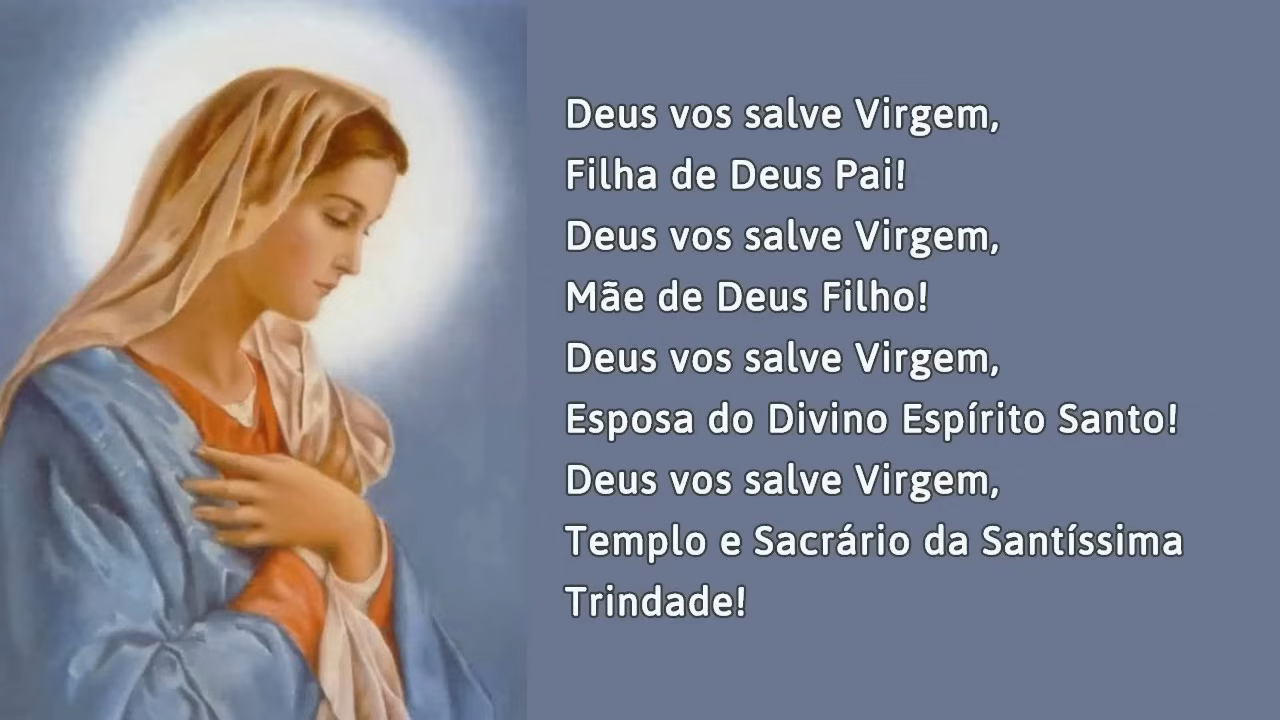 Deus vos salve Virgem,
Filha de Deus Pai!
Deus vos salve Virgem,
Mãe de Deus Filho!
Deus vos salve Virgem,
Esposa do Divino Espírito Santo!
Deus vos salve Virgem,
Templo e Sacrário da Santíssima
Trindade!